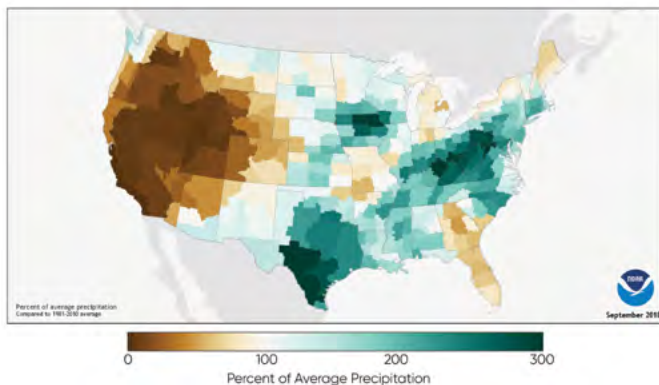 Percent of average precipitation
Compared to 1981-2010 average
NOAA
September 2018
0
100
200
300
Percent of Average Precipitation